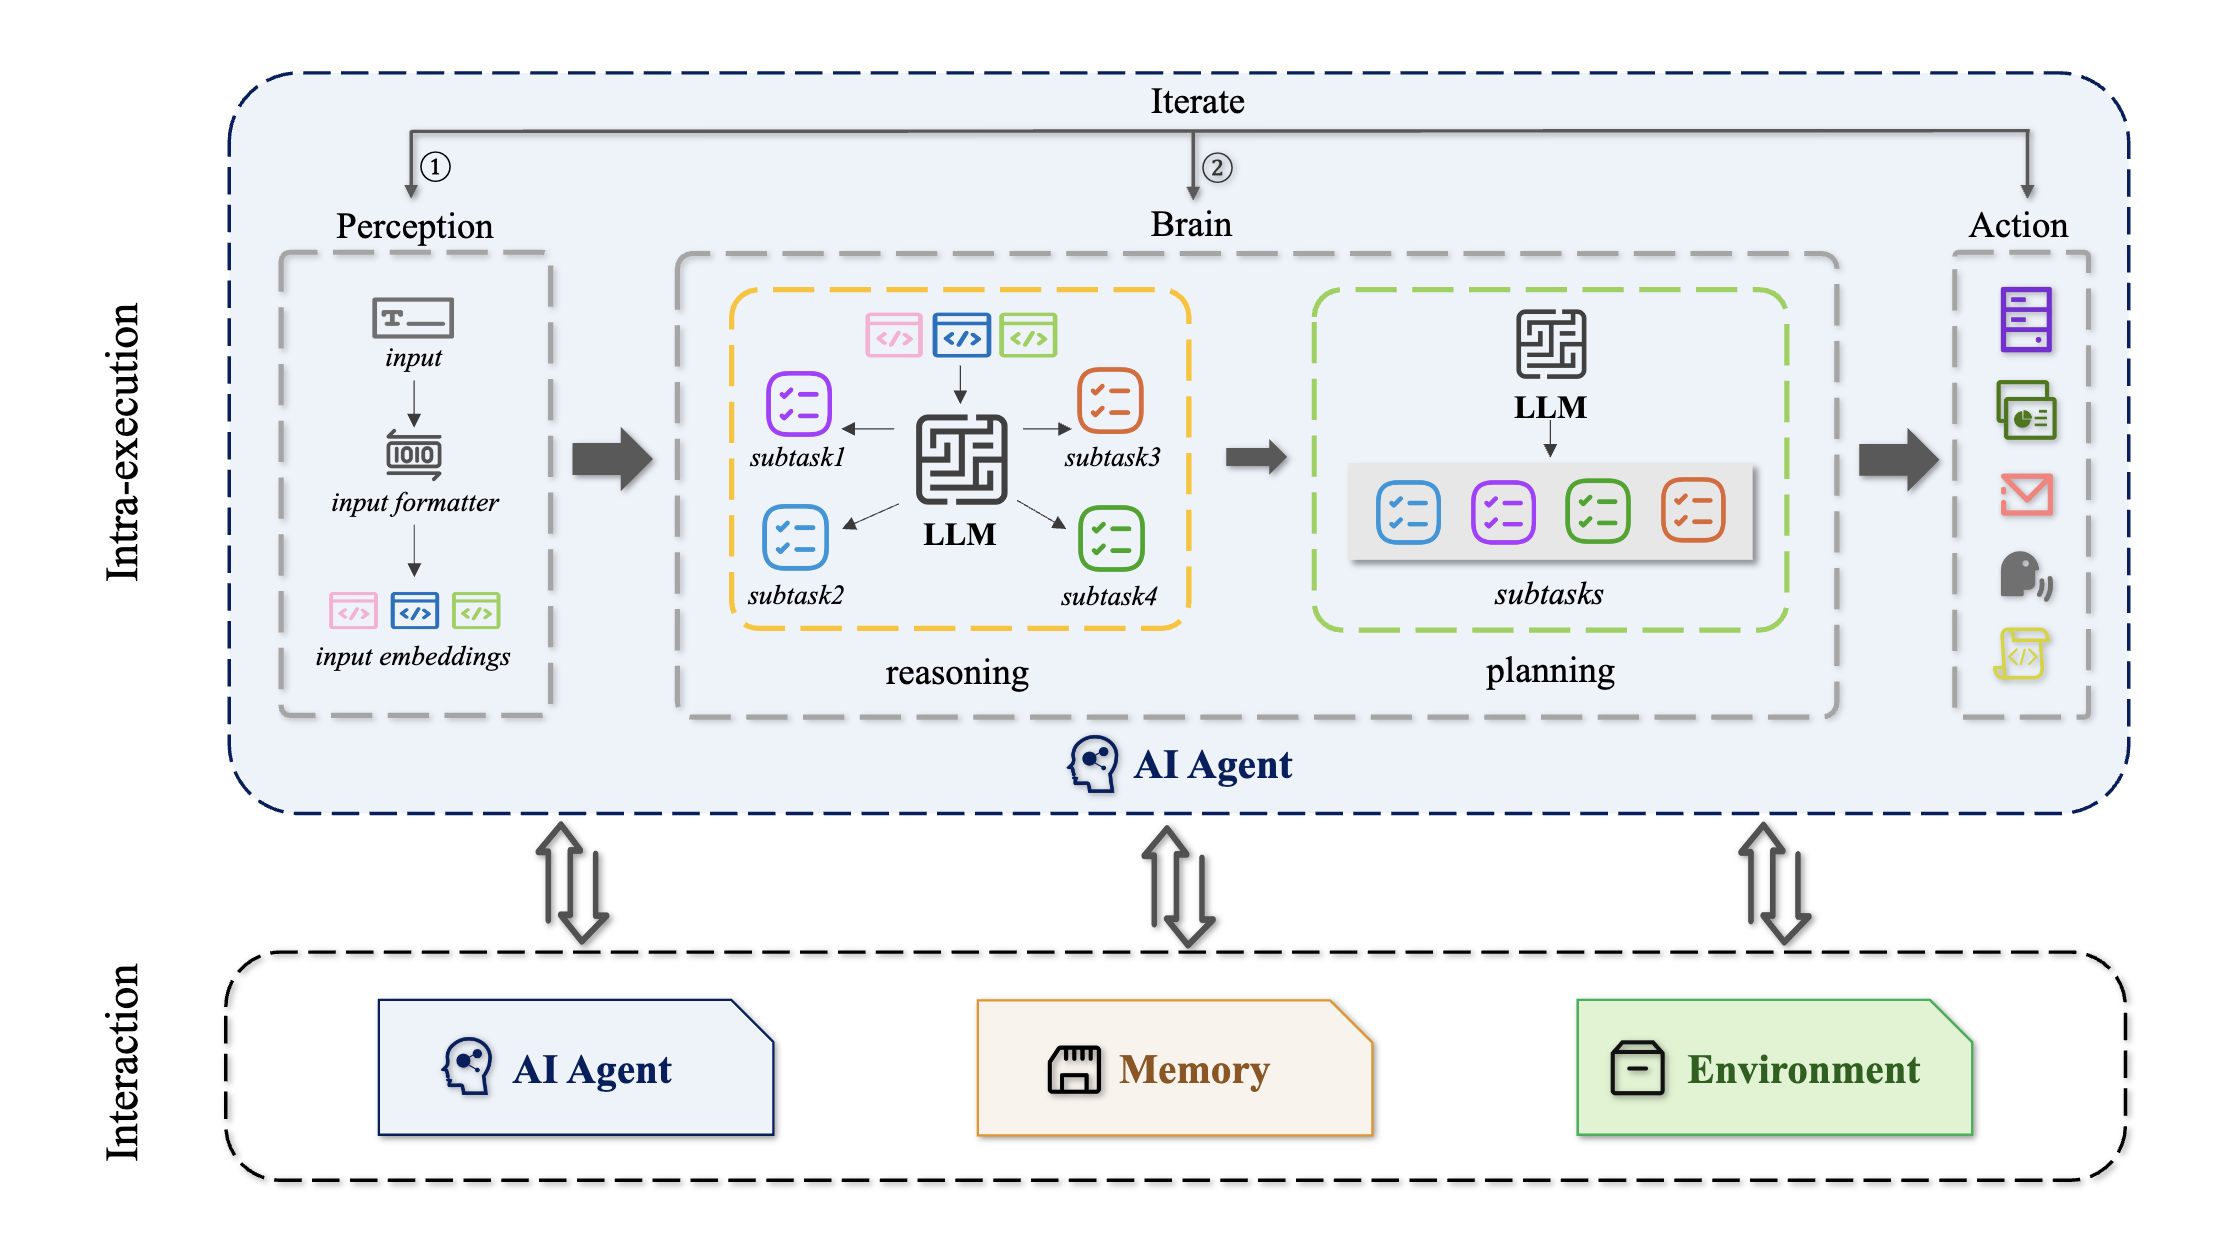 Iterate
①
②
Perception
Brain
Action
Intra-execution
T
input
1010
input formatter
</>
</>
</>
input embeddings
</>
</>
</>
subtask1
subtask3
LLM
subtask2
subtask4
reasoning
LLM
subtasks
planning
</>
AI Agent
Interaction
AI Agent
Memory
Environment